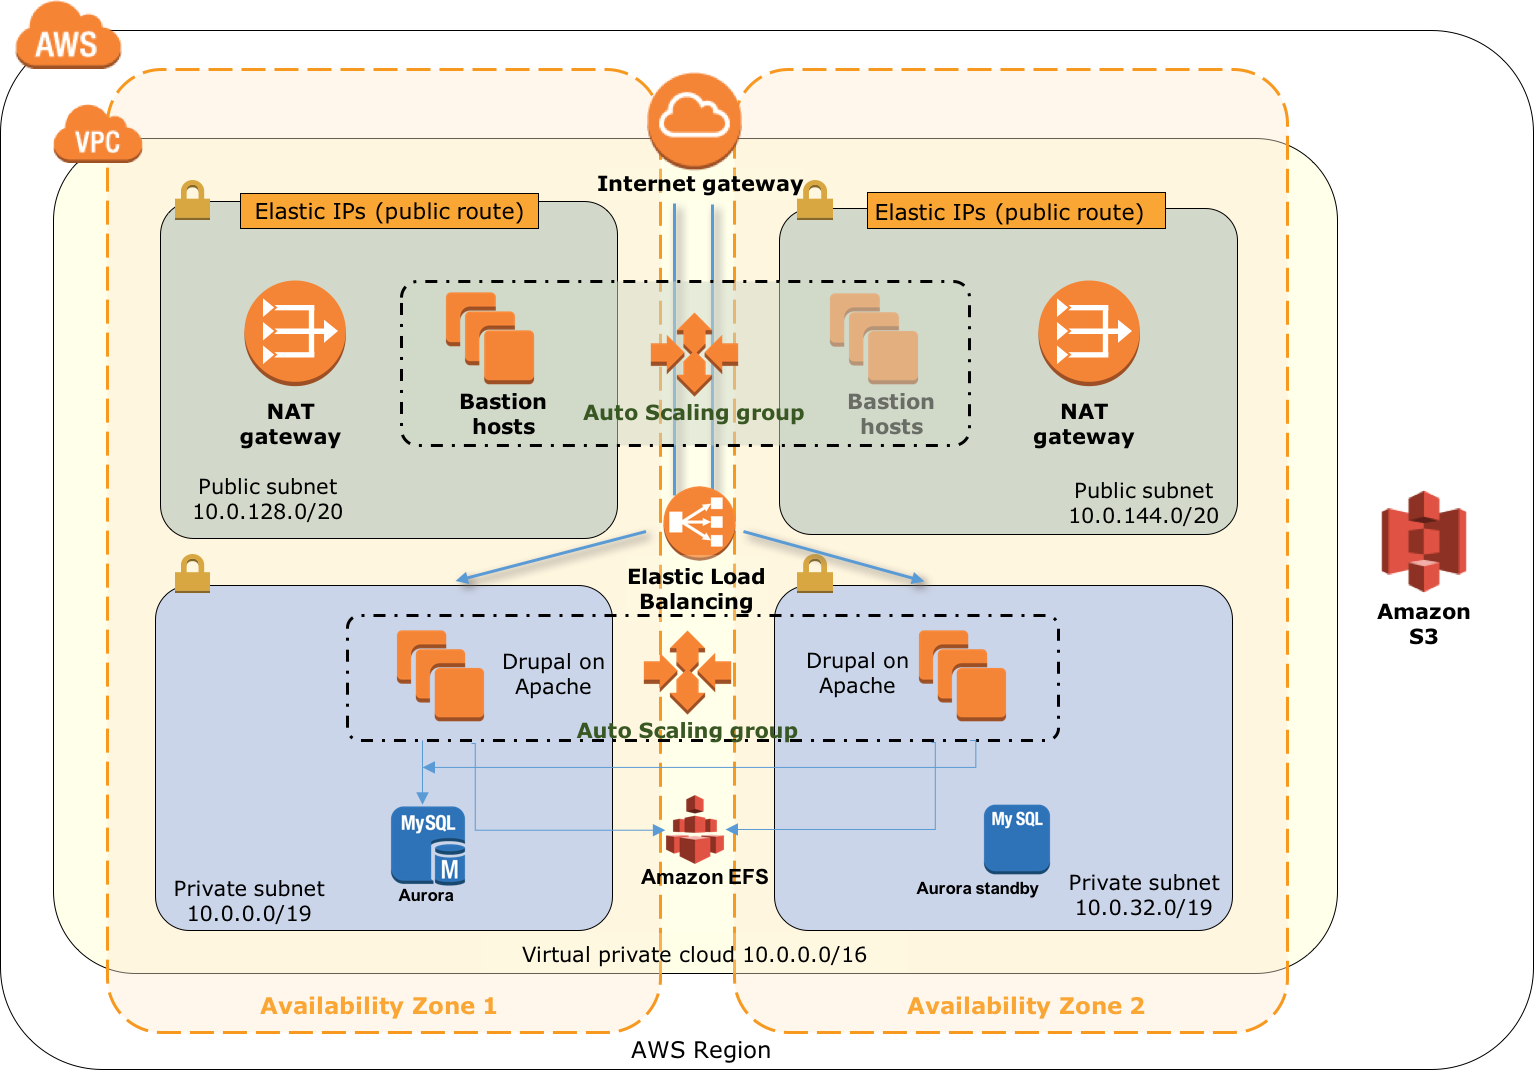 AWS
VPC
Internet gateway
Elastic IPs (public route)
Elastic IPs (public route)
NAT
gateway
Bastion
hosts
Auto Scaling group
Bastion
hosts
NAT
gateway
Public subnet
10.0.128.0/20
Public subnet
10.0.144.0/20
Elastic Load
Balancing
Amazon
S3
Drupal on
Apache
Drupal on
Apache
Auto Scaling group
MySQL
M
Aurora
Amazon EFS
My SQL
Aurora standby
Private subnet
10.0.0.0/19
Private subnet
10.0.32.0/19
Virtual private cloud 10.0.0.0/16
Availability Zone 1
Availability Zone 2
AWS Region